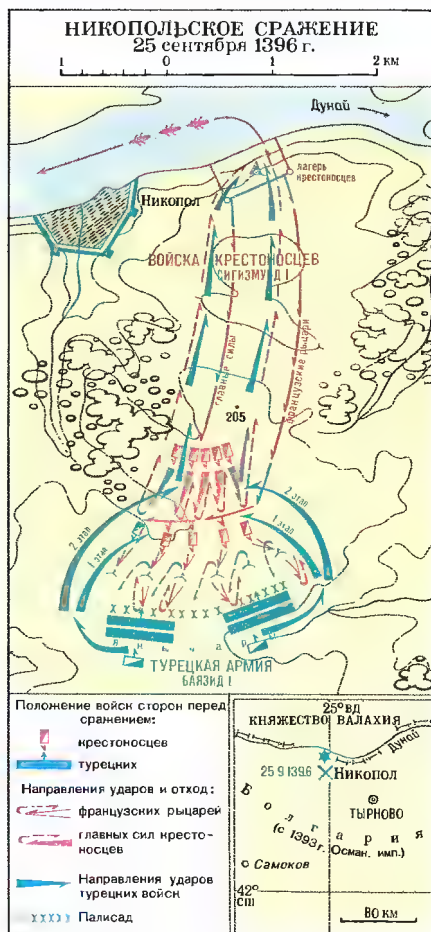 НИКОПОЛЬСКОЕ СРАЖЕНИЕ
25 сентября 1396 г.
1 0 1 2 км
Дунай
лагерь
крестоносцев
Никопол
ВОЙСКА КРЕСТОНОСЦЕВ
СИГИЗМУНД I
главные силы
французские рыцари
205
2 этап
1 этап
2 этап
1 этап
ЯНЫЧАРЫ
ТУРЕЦКАЯ АРМИЯ
БАЯЗИД I
Положение войск сторон перед
сражением:
крестоносцев
турецких
Направления ударов и отход:
французских рыцарей
главных сил кресто-
носцев
Направления ударов
турецких войск
Палисад
25° ВД
КНЯЖЕСТВО ВАЛАХИЯ
Дунай
25 9 1396
Никопол
ТЫРНОВО
Болгария
(с 1393 г. Осман. имп.)
Самоков
42°
СШ
80 км